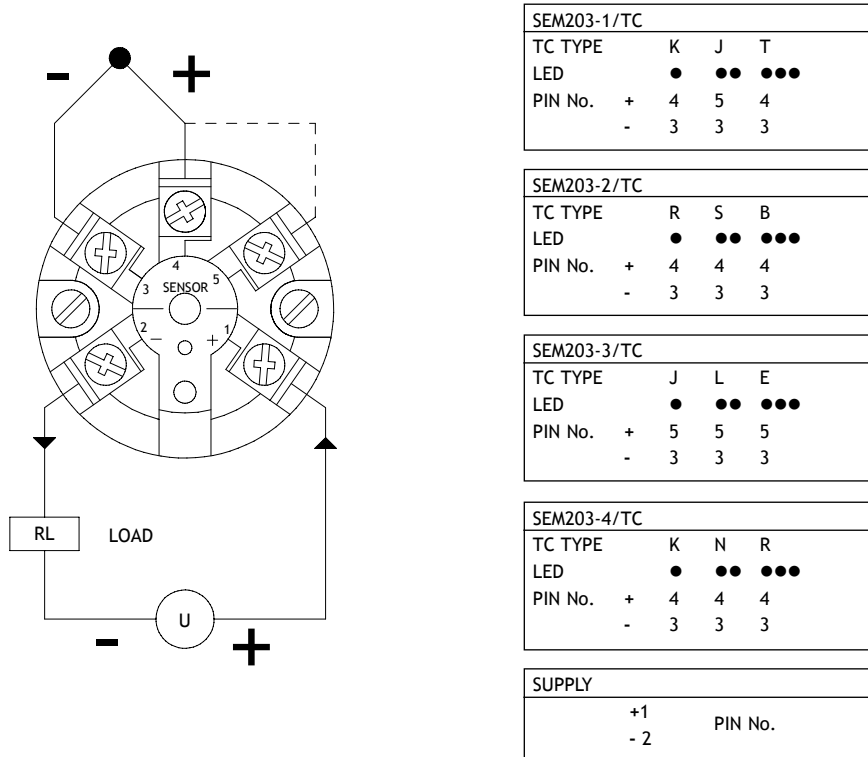 - +
4
3 SENSOR 5
2 1
- +
RL LOAD
U
- +
SEM203-1/TC
TC TYPE K J T
LED ● ●● ●●●
PIN No. + 4 5 4
- 3 3 3
SEM203-2/TC
TC TYPE R S B
LED ● ●● ●●●
PIN No. + 4 4 4
- 3 3 3
SEM203-3/TC
TC TYPE J L E
LED ● ●● ●●●
PIN No. + 5 5 5
- 3 3 3
SEM203-4/TC
TC TYPE K N R
LED ● ●● ●●●
PIN No. + 4 4 4
- 3 3 3
SUPPLY
+1
PIN No.
- 2